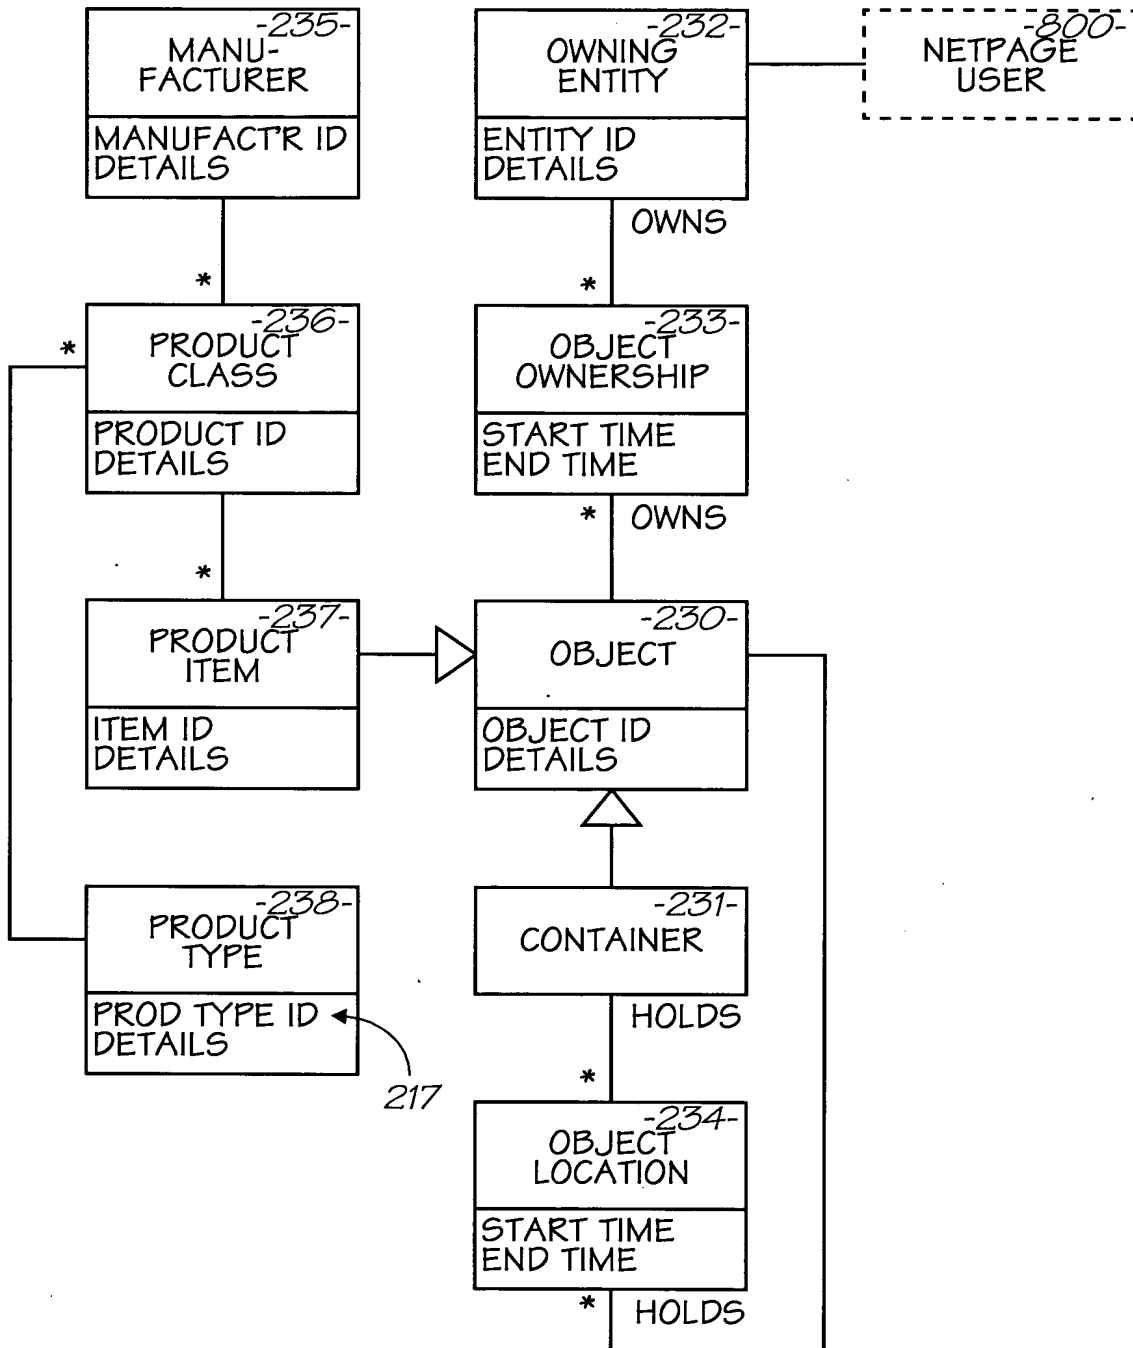 -235-
MANU-
FACTURER
MANUFACT'R ID
DETAILS
-232-
OWNING
ENTITY
ENTITY ID
DETAILS
-800-
NETPAGE
USER
OWNS
*
*
-236-
PRODUCT
CLASS
PRODUCT ID
DETAILS
*
-233-
OBJECT
OWNERSHIP
START TIME
END TIME
* OWNS
*
-237-
PRODUCT
ITEM
ITEM ID
DETAILS
-230-
OBJECT
OBJECT ID
DETAILS
-238-
PRODUCT
TYPE
PROD TYPE ID
DETAILS
217
-231-
CONTAINER
HOLDS
*
-234-
OBJECT
LOCATION
START TIME
END TIME
* HOLDS